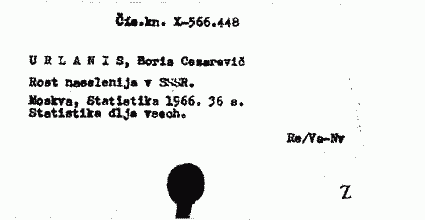 Čís.kn. X-566.448
U R L A N I S, Boris Cesarevič
Rost naselenija v SSSR.
Moskva, Statistika 1966. 36 s.
Statistika dlja vsech.
Re/Va-Nv
Z